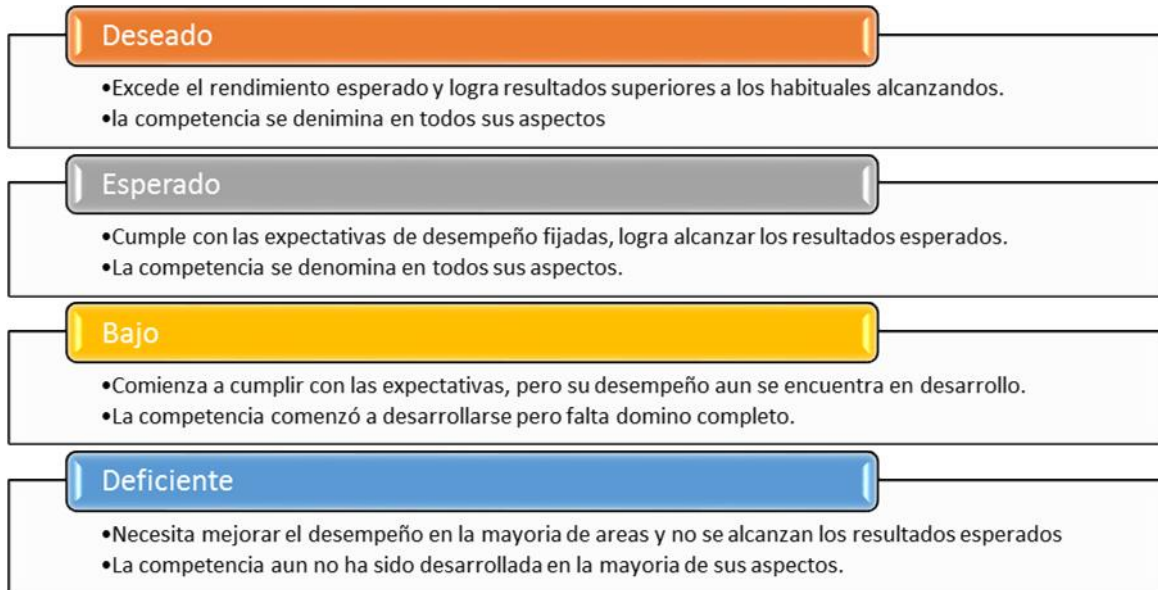 Deseado
•Excede el rendimiento esperado y logra resultados superiores a los habituales alcanzandos.
•la competencia se denimina en todos sus aspectos
Esperado
•Cumple con las expectativas de desempeño fijadas, logra alcanzar los resultados esperados.
•La competencia se denomina en todos sus aspectos.
Bajo
•Comienza a cumplir con las expectativas, pero su desempeño aun se encuentra en desarrollo.
•La competencia comenzó a desarrollarse pero falta domino completo.
Deficiente
•Necesita mejorar el desempeño en la mayoria de areas y no se alcanzan los resultados esperados
•La competencia aun no ha sido desarrollada en la mayoria de sus aspectos.